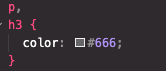 p,
h3 {
  color: #666;
}